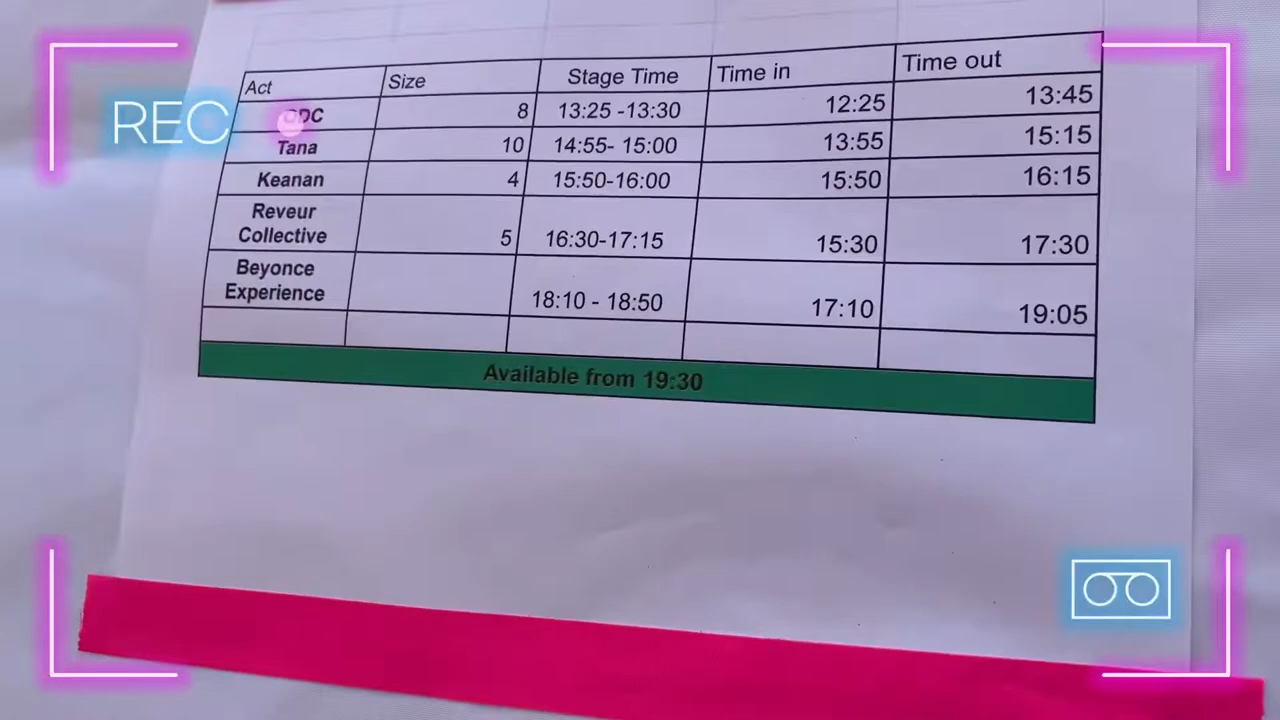 REC
Act Size Stage Time Time in Time out
8 13:25 -13:30 12:25 13:45
Tana 10 14:55- 15:00 13:55 15:15
Keanan 4 15:50-16:00 15:50 16:15
Reveur
Collective 5 16:30-17:15 15:30 17:30
Beyonce
Experience 18:10 - 18:50 17:10 19:05
Available from 19:30